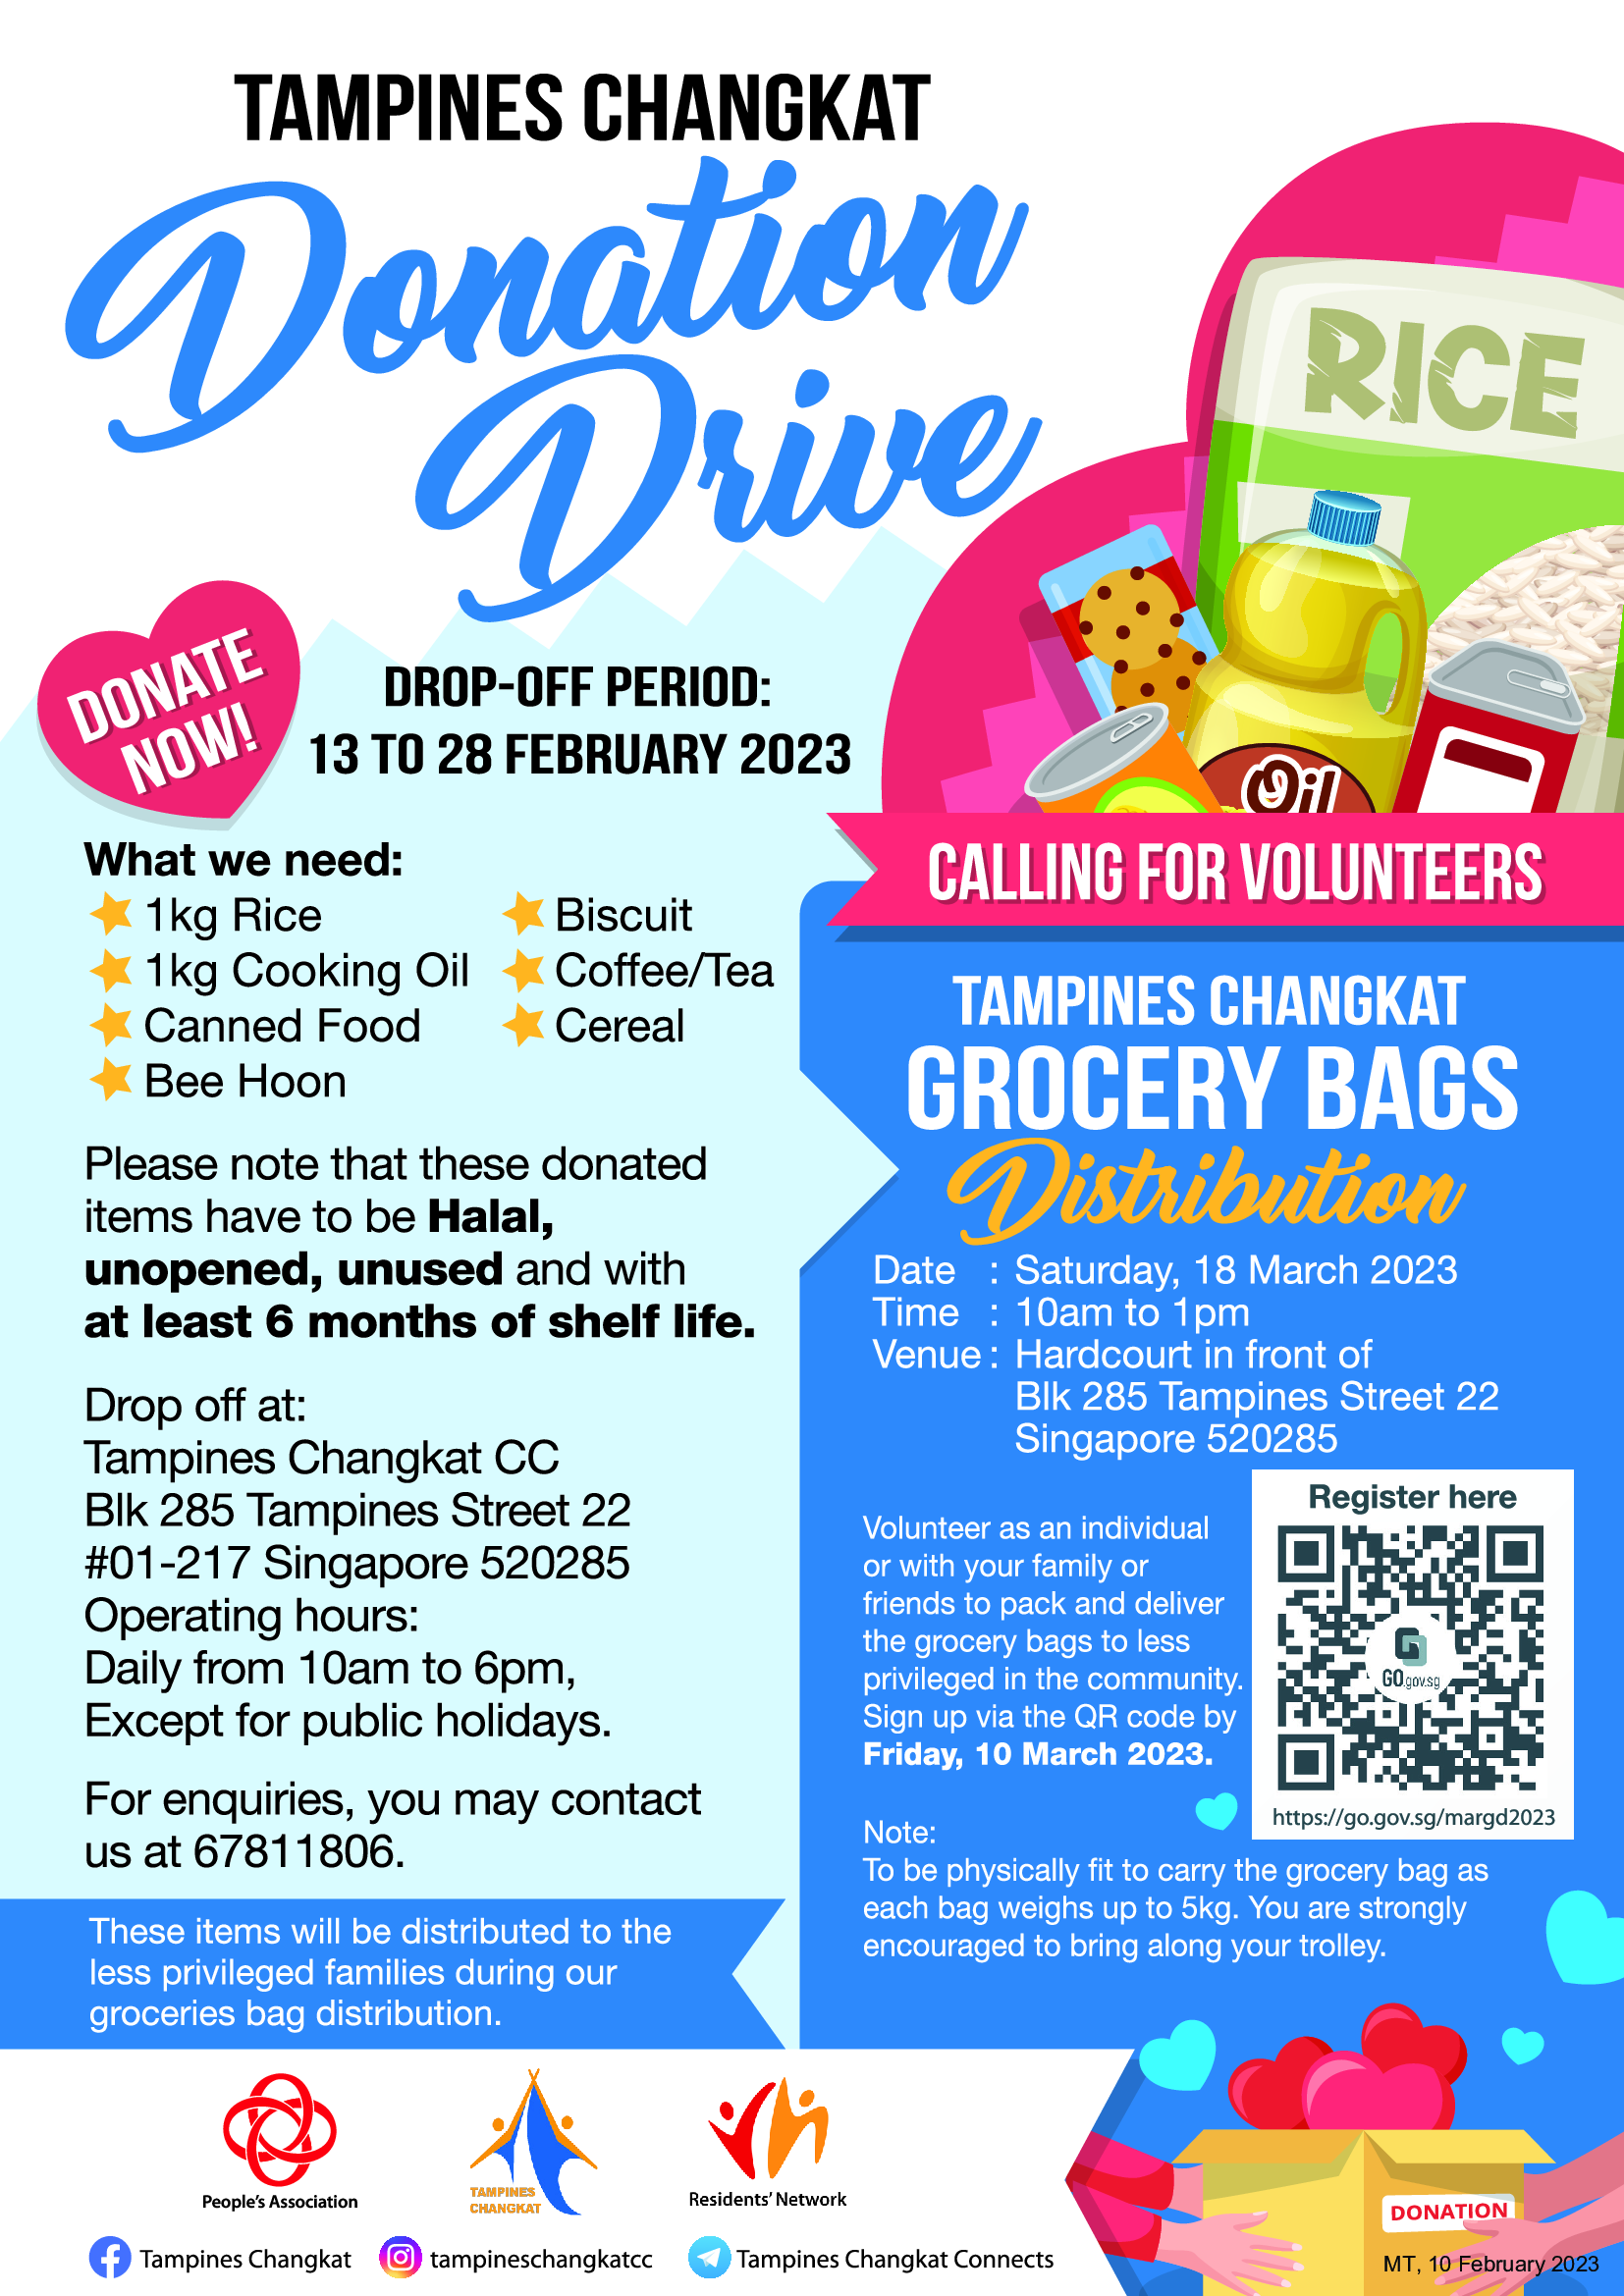 TAMPINES CHANGKAT
Donation
Drive
RICE
Oil
DONATE
NOW!
DROP-OFF PERIOD:
13 TO 28 FEBRUARY 2023
What we need:
1kg Rice
1kg Cooking Oil
Canned Food
Bee Hoon
Biscuit
Coffee/Tea
Cereal
Please note that these donated
items have to be Halal,
unopened, unused and with
at least 6 months of shelf life.
Drop off at:
Tampines Changkat CC
Blk 285 Tampines Street 22
#01-217 Singapore 520285
Operating hours:
Daily from 10am to 6pm,
Except for public holidays.
For enquiries, you may contact
us at 67811806.
These items will be distributed to the
less privileged families during our
groceries bag distribution.
CALLING FOR VOLUNTEERS
TAMPINES CHANGKAT
GROCERY BAGS
Distribution
Date : Saturday, 18 March 2023
Time : 10am to 1pm
Venue : Hardcourt in front of
Blk 285 Tampines Street 22
Singapore 520285
Volunteer as an individual
or with your family or
friends to pack and deliver
the grocery bags to less
privileged in the community.
Sign up via the QR code by
Friday, 10 March 2023.
Register here
GO.gov.sg
https://go.gov.sg/margd2023
Note:
To be physically fit to carry the grocery bag as
each bag weighs up to 5kg. You are strongly
encouraged to bring along your trolley.
People's Association
TAMPINES
CHANGKAT
Residents' Network
Tampines Changkat
tampineschangkatcc
Tampines Changkat Connects
DONATION
MT, 10 February 2023